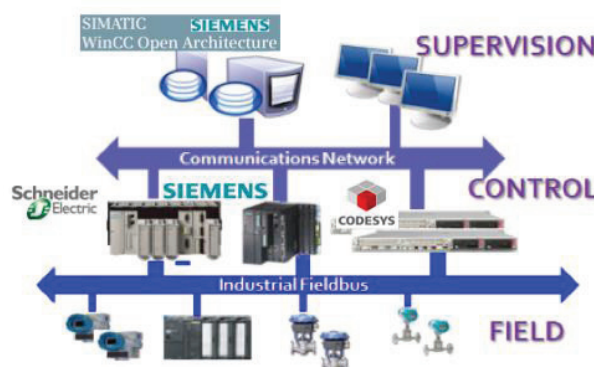 SIMATIC SIEMENS
WinCC Open Architecture
SUPERVISION
Communications Network
Schneider
Electric
SIEMENS
CODESYS
CONTROL
Industrial Fieldbus
FIELD